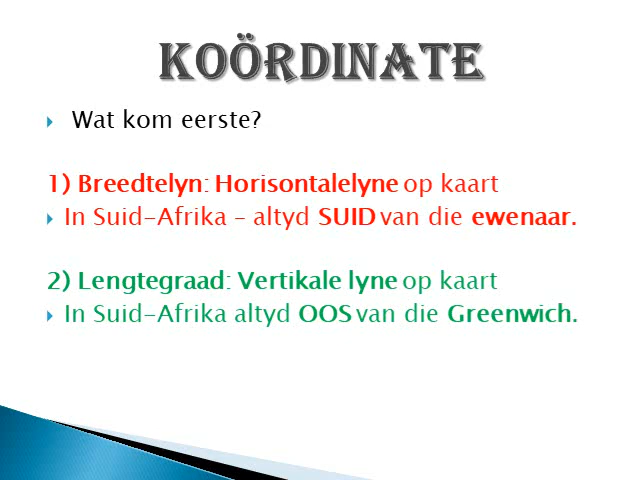 KOÖRDINATE
Wat kom eerste?
1) Breedtelyn: Horisontalelyne op kaart
In Suid-Afrika – altyd SUID van die ewenaar.
2) Lengtegraad: Vertikale lyne op kaart
In Suid-Afrika altyd OOS van die Greenwich.